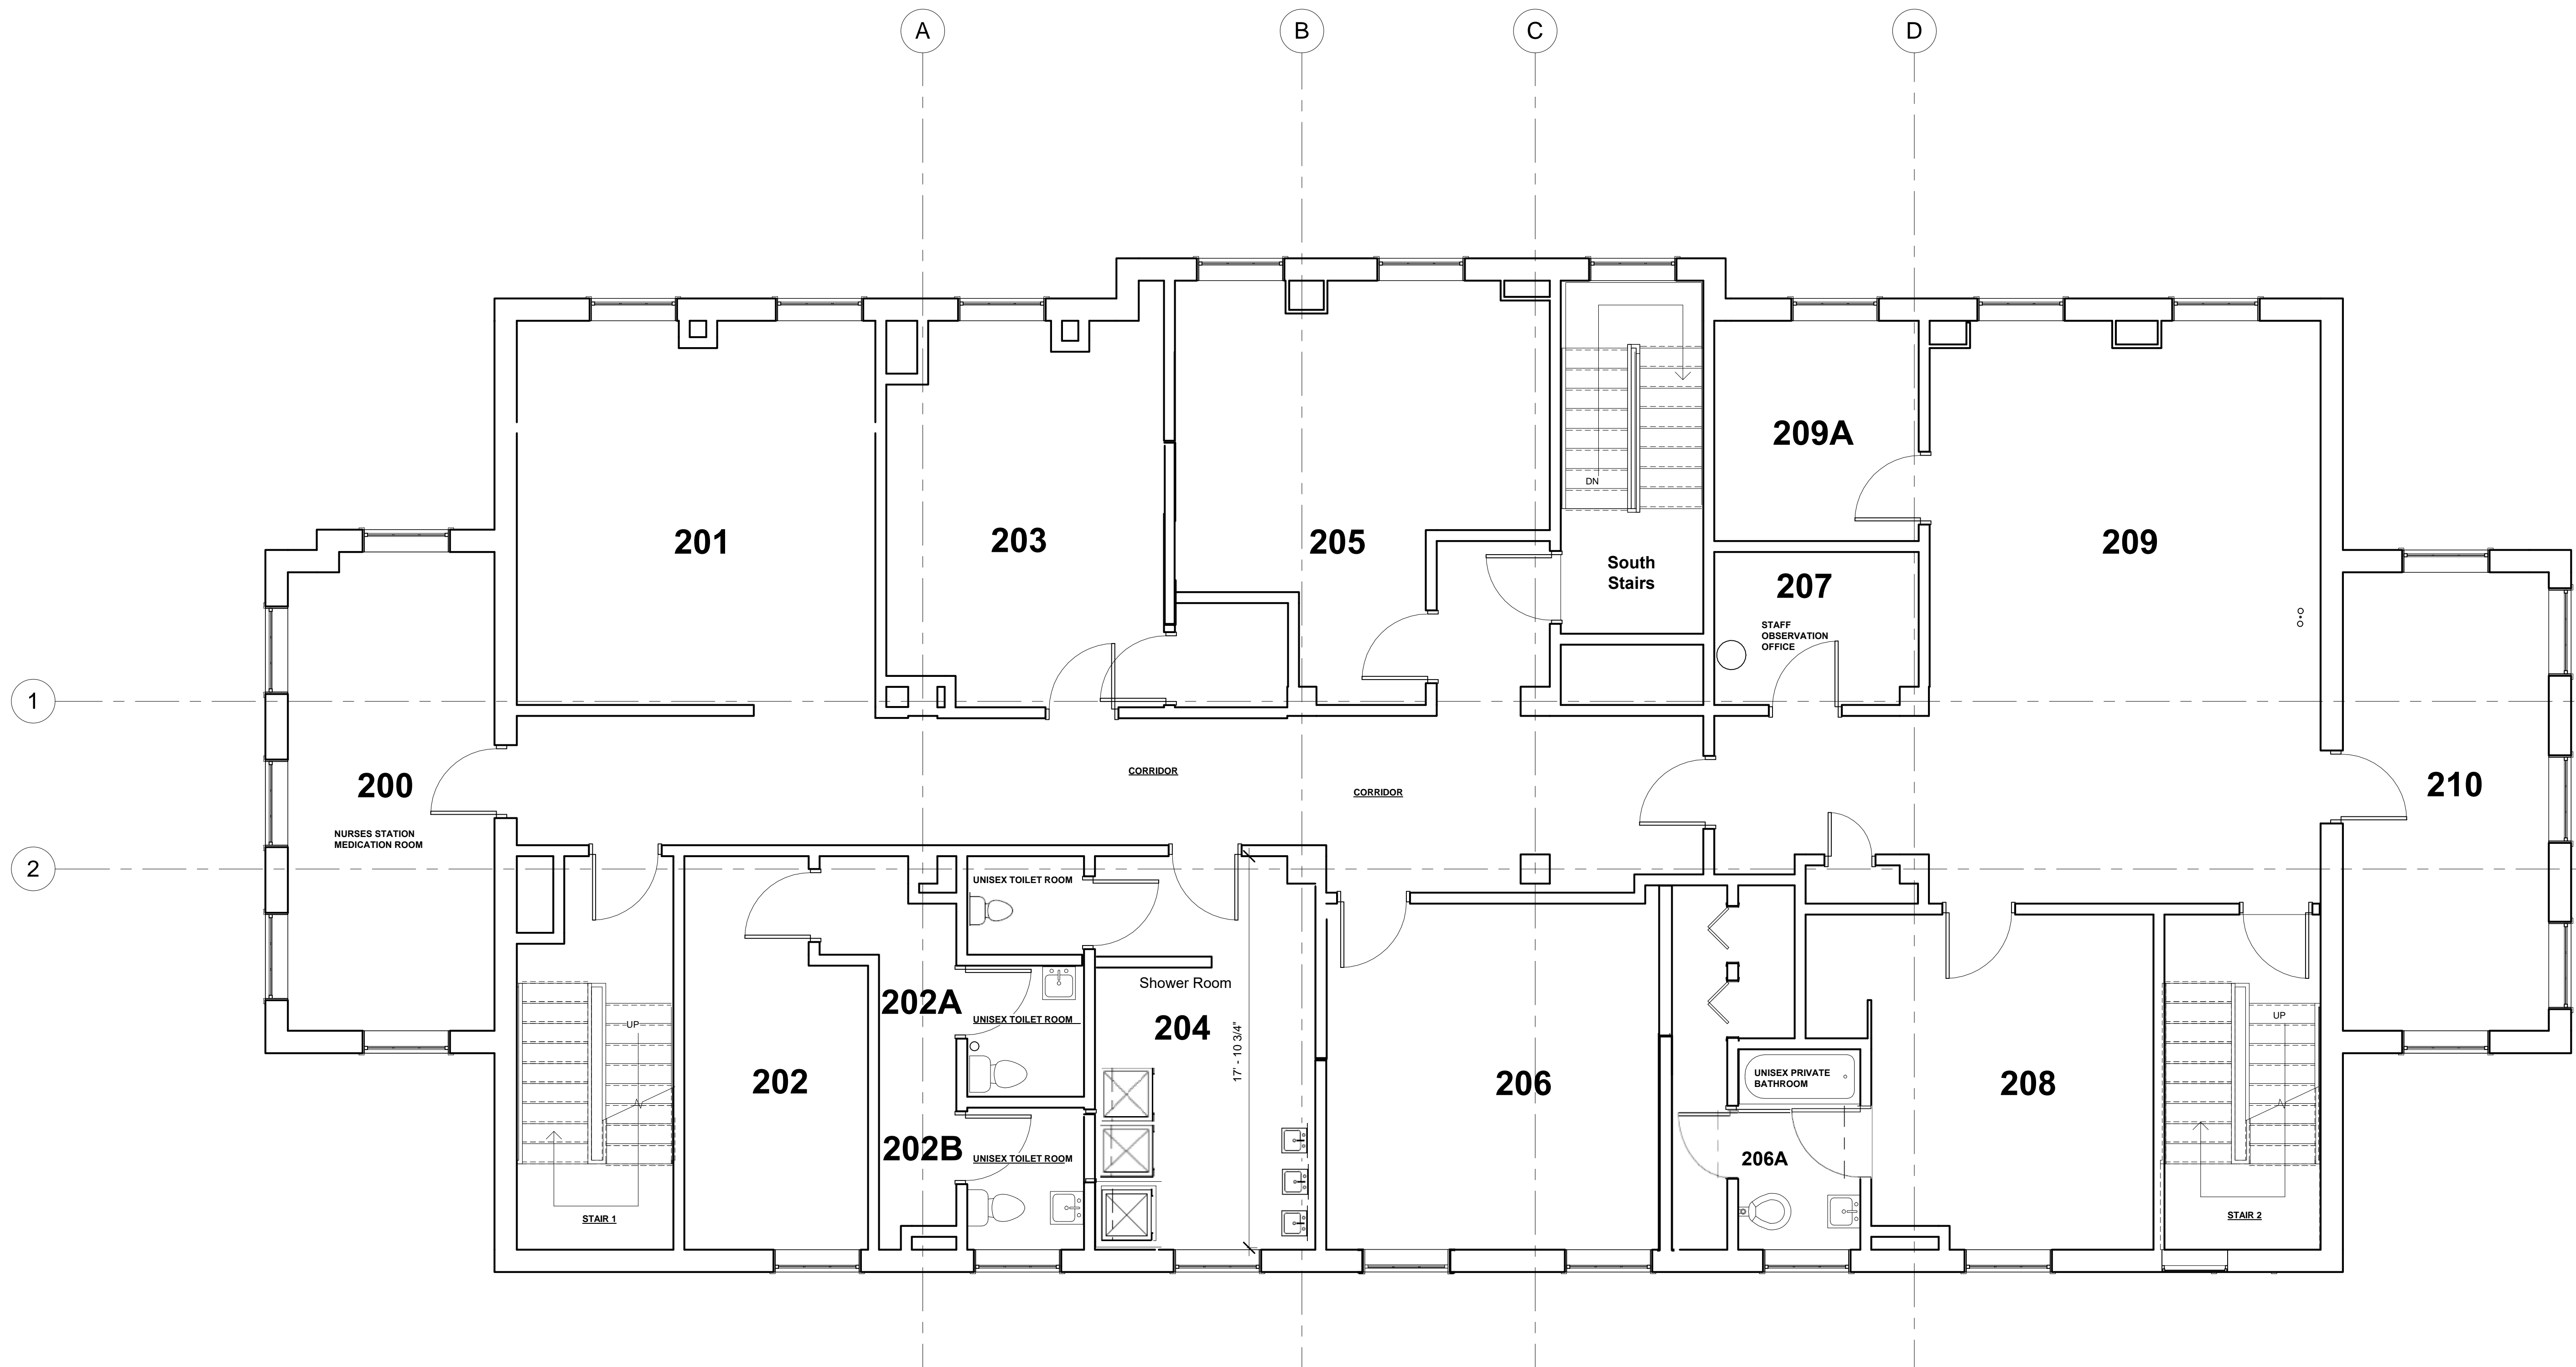 A
B
C
D
1
2
201
203
205
DN
South
Stairs
209A
207
STAFF
OBSERVATION
OFFICE
209
200
NURSES STATION
MEDICATION ROOM
CORRIDOR
CORRIDOR
210
UP
STAIR 1
202
202A
202B
UNISEX TOILET ROOM
UNISEX TOILET ROOM
UNISEX TOILET ROOM
Shower Room
204
17' - 10 3/4"
206
UNISEX PRIVATE
BATHROOM
206A
208
UP
STAIR 2